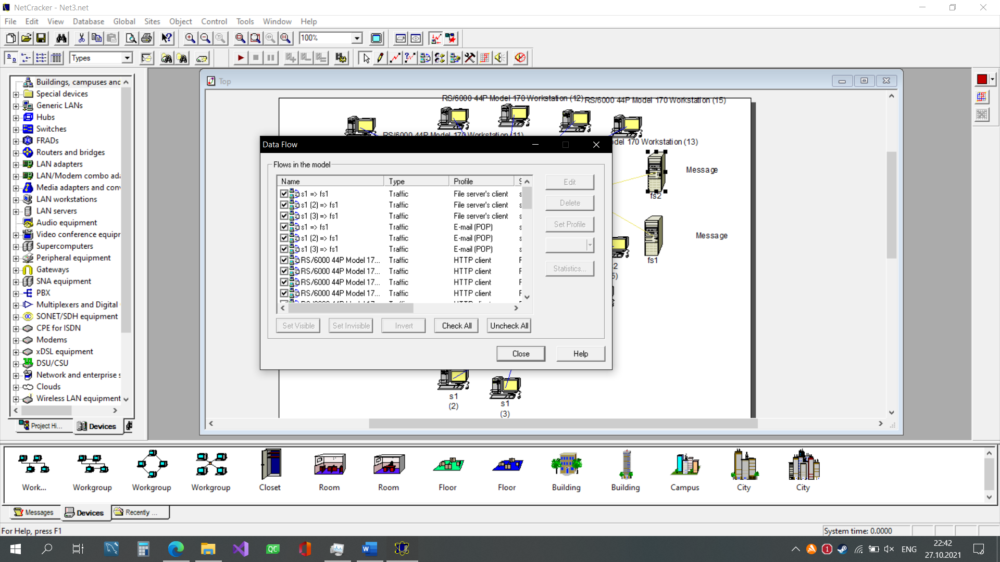 NetCracker - Net3.net
File Edit View Database Global Sites Object Control Tools Window Help
100%
Types
Buildings, campuses and
Special devices
Generic LANs
Hubs
Switches
FRADs
Routers and bridges
LAN adapters
LAN/Modem combo ada
Media adapters and con
LAN workstations
LAN servers
Audio equipment
Video conference equipr
Supercomputers
Peripheral equipment
Gateways
SNA equipment
PBX
Multiplexers and Digital
SONET/SDH equipment
CPE for ISDN
Modems
xDSL equipment
DSU/CSU
Network and enterprise s
Clouds
Wireless LAN equipment
Project Hi...
Devices
Top
RS/6000 44P Model 170 Workstation (12)
RS/6000 44P Model 170 Workstation (15)
RS/6000 44P Model 170 Workstation (11)
del 170 Workstation (13)
Message
fs2
Message
fs1
2
5)
s1
(2)
s1
(3)
Data Flow
Flows in the model
Name Type Profile S
s1 => fs1 Traffic File server's client s
s1 (2) => fs1 Traffic File server's client s
s1 (3) => fs1 Traffic File server's client s
s1 => fs1 Traffic E-mail (POP) s
s1 (2) => fs1 Traffic E-mail (POP) s
s1 (3) => fs1 Traffic E-mail (POP) s
RS/6000 44P Model 17... Traffic HTTP client F
RS/6000 44P Model 17... Traffic HTTP client F
RS/6000 44P Model 17... Traffic HTTP client F
RS/6000 44P Model 17... Traffic HTTP client F
Edit
Delete
Set Profile
Statistics...
Set Visible Set Invisible Invert Check All Uncheck All
Close Help
Work... Workgroup Workgroup Workgroup Closet Room Room Floor Floor Building Building Campus City City
Messages Devices Recently ...
For Help, press F1
System time: 0.0000
QC
1
ENG
22:42
27.10.2021